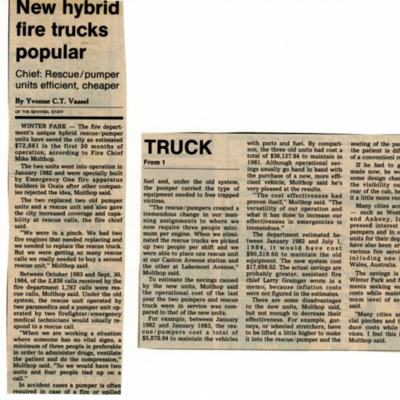 New hybrid
fire trucks
popular
Chief: Rescue/pumper
units efficient, cheaper
By Yvonne C.T. Vassel
OF THE SENTINEL STAFF
WINTER PARK — The fire depart-
ment's unique hybrid rescue/pumper
units have saved the city an estimated
$72,661 in the first 30 months of
operation, according to Fire Chief
Mike Molthop.
The two units went into operation in
January 1982 and were specially built
by Emergency One fire apparatus
builders in Ocala after other compan-
ies rejected the idea, Molthop said.
The two replaced two old pumper
units and a rescue unit and also gave
the city increased coverage and capa-
bility at rescue calls, the fire chief
said.
"We were in a pinch. We had two
fire engines that needed replacing and
we needed to replace the rescue truck.
But we were getting so many rescue
calls we really needed to buy a second
rescue unit," Molthop said.
Between October 1983 and Sept. 30,
1984, of the 2,836 calls received by the
fire department 1,767 calls were res-
cue calls, Molthop said. Under the old
system, the rescue unit operated by
two paramedics and a pumper unit op-
erated by two firefighter/emergency
medical technicians would usually re-
spond to a rescue call.
"When we are working a situation
where someone has no vital signs, a
minimum of three people is preferable
in order to administer drugs, ventilate
the patient and do the compressions,"
Molthop said. "So we would have two
units and four people tied up on a
call."
In accident cases a pumper is often
required in case of a fire or spilled
TRUCK
From 1
fuel and, under the old system,
the pumper carried the type of
equipment needed to free trapped
victims.
"The rescue/pumpers created a
tremendous change in our man-
ning assignments to where we
now require three people mini-
mum per engine. When we elimi-
nated the rescue trucks we picked
up two people per shift and we
were able to place one rescue unit
at our Canton Avenue station and
the other at Lakemont Avenue,"
Molthop said.
To estimate the savings caused
by the new units, Molthop said
the operational cost of the last
year the two pumpers and rescue
truck were in service was com-
pared to that of the new units.
For example, between January
1982 and January 1983, the res-
cue/pumpers cost a total of
$5,878.84 to maintain the vehicles
with parts and fuel. By compari-
son, the three old units had cost a
total of $36,127.84 to maintain in
1981. Although operational sav-
ings usually go hand in hand with
the purchase of a new, more effi-
cient vehicle, Molthop said he's
very pleased at the results.
"The cost effectiveness had
proven itself," Molthop said. "The
versatility of our operation and
what it has done to increase our
effectiveness in emergencies is
tremendous."
The department estimated be-
tween January 1982 and July 1,
1984, it would have cost
$90,319.60 to maintain the old
equipment. The new system cost
$17,658.52. The actual savings are
probably greater, assistant fire
chief Larry Grainger wrote in a
memo, because inflation costs
were not figured in the estimates.
There are some disadvantages
to the new units, Molthop said,
but not enough to decrease their
effectiveness. For example, gur-
neys, or wheeled stretchers, have
to be lifted a little higher to make
it into the rescue/pumper and the
seating of the pa
the patient is dif
of a conventional r
If he had to g
made design chan
the visibility ou
rear of the cab, he
it a little more roo
Many cities acr
— such as Westm
and Ankeny, I
pressed interest
pumpers and in o
units for their dep
have also been ar
including one i
Wales, Australia.
The savings is
Winter Park and h
ments seeking w
costs while maint
mum level of se
said.
"Many cities a
cial pinches and t
duce costs while
vices. I feel this
Molthop said.